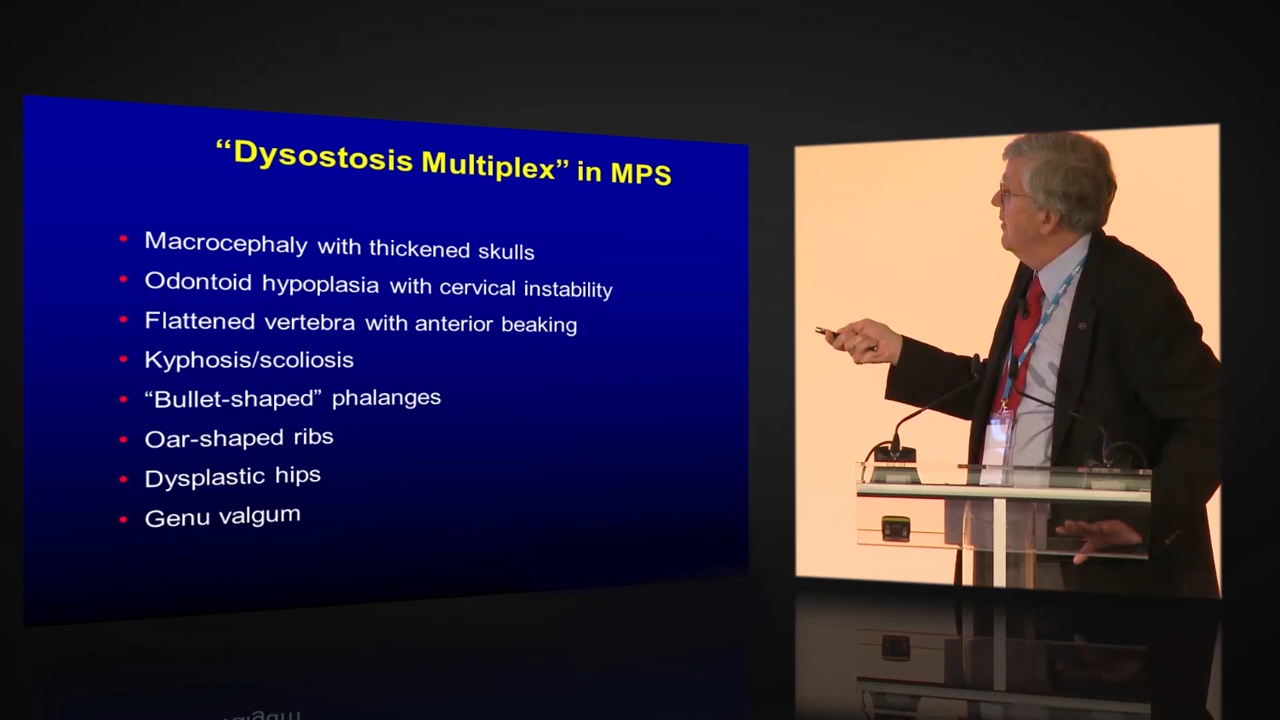 “Dysostosis Multiplex” in MPS
• Macrocephaly with thickened skulls
• Odontoid hypoplasia with cervical instability
• Flattened vertebra with anterior beaking
• Kyphosis/scoliosis
• “Bullet-shaped” phalanges
• Oar-shaped ribs
• Dysplastic hips
• Genu valgum